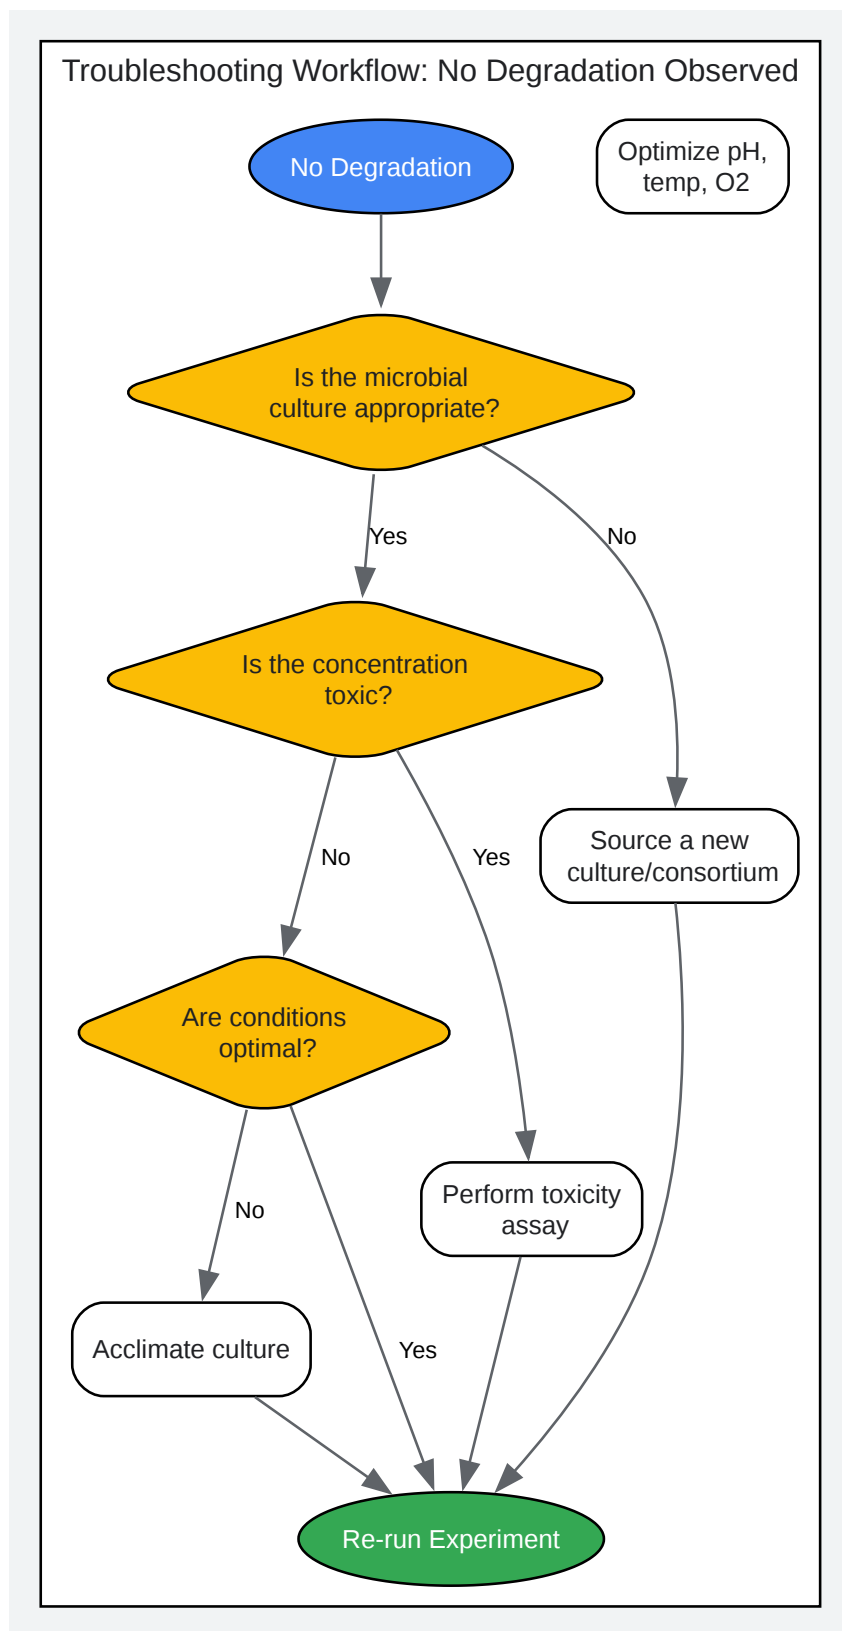 Troubleshooting Workflow: No Degradation Observed
No Degradation
Optimize pH,
temp, O2
Is the microbial
culture appropriate?
Yes
No
Is the concentration
toxic?
No
Yes
Source a new
culture/consortium
Are conditions
optimal?
No
Perform toxicity
assay
Acclimate culture
Yes
Re-run Experiment